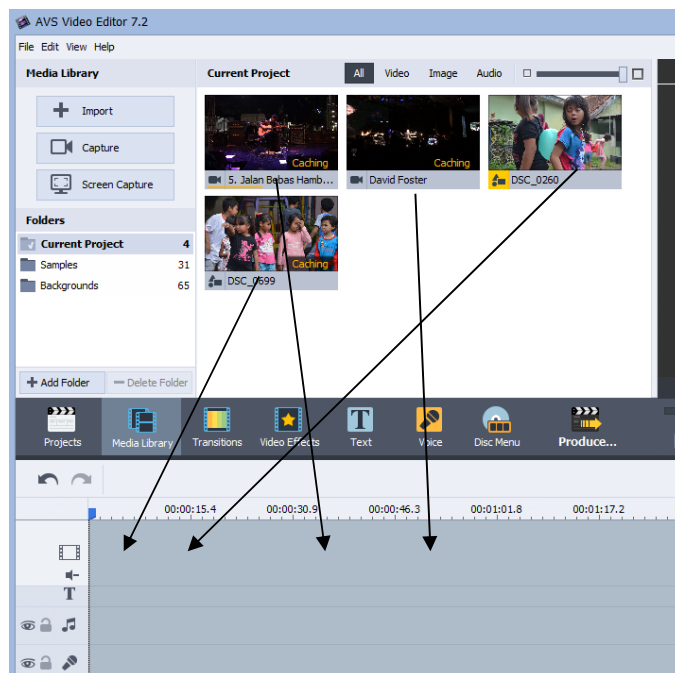 AVS Video Editor 7.2
File Edit View Help
Media Library
Current Project
All Video Image Audio
Import
Capture
Screen Capture
Caching
Caching
5. Jalan Bebas Hamb...
David Foster
DSC_0260
Folders
Current Project 4
Samples 31
Backgrounds 65
Caching
DSC_0699
Add Folder
Delete Folder
Projects
Media Library
Transitions
Video Effects
Text
Voice
Disc Menu
Produce...
00:00:15.4 00:00:30.9 00:00:46.3 00:01:01.8 00:01:17.2
T